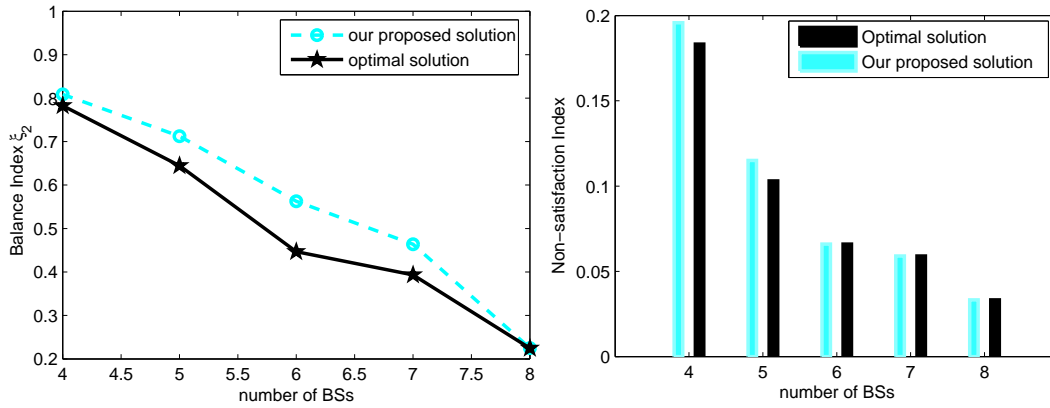 1
0.9
0.8
0.7
0.6
0.5
0.4
0.3
0.2
Balance Index ξ2
our proposed solution
optimal solution
4 4.5 5 5.5 6 6.5 7 7.5 8
number of BSs
0.2
0.15
0.1
0.05
0
Non-satisfaction Index
Optimal solution
Our proposed solution
4 5 6 7 8
number of BSs